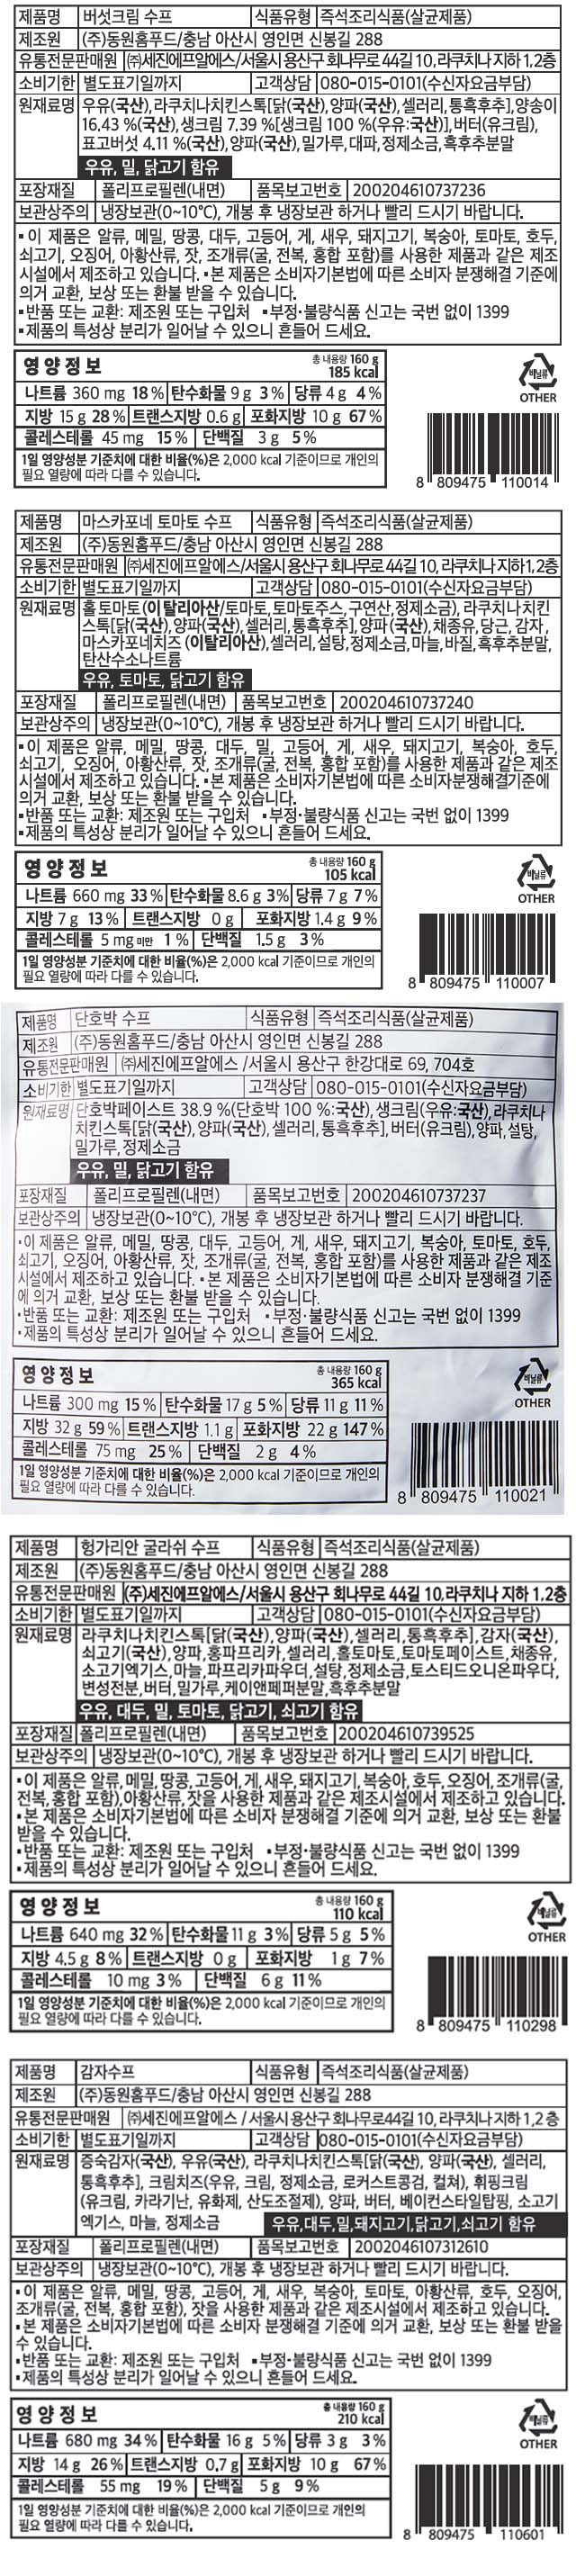 제품명 버섯크림 수프 식품유형 즉석조리식품(살균제품)
제조원 (주)동원홈푸드/충남 아산시 영인면 신봉길 288
유통전문판매원 ㈜세진에프알에스/서울시 용산구 회나무로 44길 10, 라쿠치나 지하 1,2층
소비기한 별도표기일까지 고객상담 080-015-0101(수신자요금부담)
원재료명 우유(국산),라쿠치나치킨스톡[닭(국산),양파(국산),셀러리,통흑후추],양송이
16.43 %(국산),생크림 7.39 %[생크림 100 %(우유:국산)],버터(유크림),
표고버섯 4.11 %(국산),양파(국산),밀가루,대파,정제소금,흑후추분말
우유, 밀, 닭고기 함유
포장재질 폴리프로필렌(내면) 품목보고번호 200204610737236
보관상주의 냉장보관(0~10℃), 개봉 후 냉장보관 하거나 빨리 드시기 바랍니다.
▪이 제품은 알류, 메밀, 땅콩, 대두, 고등어, 게, 새우, 돼지고기, 복숭아, 토마토, 호두,
쇠고기, 오징어, 아황산류, 잣, 조개류(굴, 전복, 홍합 포함)를 사용한 제품과 같은 제조
시설에서 제조하고 있습니다. ▪본 제품은 소비자기본법에 따른 소비자 분쟁해결 기준에
의거 교환, 보상 또는 환불 받을 수 있습니다.
▪반품 또는 교환: 제조원 또는 구입처 ▪부정·불량식품 신고는 국번 없이 1399
▪제품의 특성상 분리가 일어날 수 있으니 흔들어 드세요.
영양정보 총 내용량 160 g
185 kcal
나트륨 360 mg 18 % 탄수화물 9 g 3 % 당류 4 g 4 %
지방 15 g 28 % 트랜스지방 0.6 g 포화지방 10 g 67 %
콜레스테롤 45 mg 15 % 단백질 3 g 5 %
1일 영양성분 기준치에 대한 비율(%)은 2,000 kcal 기준이므로 개인의
필요 열량에 따라 다를 수 있습니다.
비닐류
OTHER
8 809475 110014
제품명 마스카포네 토마토 수프 식품유형 즉석조리식품(살균제품)
제조원 (주)동원홈푸드/충남 아산시 영인면 신봉길 288
유통전문판매원 ㈜세진에프알에스/서울시 용산구 회나무로 44길 10, 라쿠치나 지하1,2층
소비기한 별도표기일까지 고객상담 080-015-0101(수신자요금부담)
원재료명 홀토마토(이탈리아산/토마토,토마토주스,구연산,정제소금), 라쿠치나치킨
스톡[닭(국산),양파(국산),셀러리,통흑후추],양파(국산),채종유, 당근, 감자,
마스카포네치즈 (이탈리아산),셀러리,설탕,정제소금,마늘,바질,흑후추분말,
탄산수소나트륨
우유, 토마토, 닭고기 함유
포장재질 폴리프로필렌(내면) 품목보고번호 200204610737240
보관상주의 냉장보관(0~10℃), 개봉 후 냉장보관 하거나 빨리 드시기 바랍니다.
▪이 제품은 알류, 메밀, 땅콩, 대두, 밀, 고등어, 게, 새우, 돼지고기, 복숭아, 호두,
쇠고기, 오징어, 아황산류, 잣, 조개류(굴, 전복, 홍합 포함)를 사용한 제품과 같은 제조
시설에서 제조하고 있습니다. ▪본 제품은 소비자기본법에 따른 소비자분쟁해결기준에
의거 교환, 보상 또는 환불 받을 수 있습니다.
▪반품 또는 교환: 제조원 또는 구입처 ▪부정·불량식품 신고는 국번 없이 1399
▪제품의 특성상 분리가 일어날 수 있으니 흔들어 드세요.
영양정보 총 내용량 160 g
105 kcal
나트륨 660 mg 33 % 탄수화물 8.6 g 3% 당류 7 g 7 %
지방 7 g 13 % 트랜스지방 0 g 포화지방 1.4 g 9 %
콜레스테롤 5 mg 미만 1 % 단백질 1.5 g 3 %
1일 영양성분 기준치에 대한 비율(%)은 2,000 kcal 기준이므로 개인의
필요 열량에 따라 다를 수 있습니다.
비닐류
OTHER
8 809475 110007
제품명 단호박 수프 식품유형 즉석조리식품(살균제품)
제조원 (주)동원홈푸드/충남 아산시 영인면 신봉길 288
유통전문판매원 ㈜세진에프알에스 /서울시 용산구 한강대로 69, 704호
소비기한 별도표기일까지 고객상담 080-015-0101(수신자요금부담)
원재료명 단호박페이스트 38.9 %(단호박 100 %:국산), 생크림(우유:국산),라쿠치나
치킨스톡[닭(국산),양파(국산),셀러리,통흑후추],버터(유크림),양파,설탕,
밀가루,정제소금
우유, 밀, 닭고기 함유
포장재질 폴리프로필렌(내면) 품목보고번호 200204610737237
보관상주의 냉장보관(0~10℃), 개봉 후 냉장보관 하거나 빨리 드시기 바랍니다.
▪이 제품은 알류, 메밀, 땅콩, 대두, 고등어, 게, 새우, 돼지고기, 복숭아, 토마토, 호두,
쇠고기, 오징어, 아황산류, 잣, 조개류(굴, 전복, 홍합 포함)를 사용한 제품과 같은 제조
시설에서 제조하고 있습니다. ▪본 제품은 소비자기본법에 따른 소비자 분쟁해결 기준
에 의거 교환, 보상 또는 환불 받을 수 있습니다.
▪반품 또는 교환: 제조원 또는 구입처 ▪부정·불량식품 신고는 국번 없이 1399
▪제품의 특성상 분리가 일어날 수 있으니 흔들어 드세요.
영양정보 총 내용량 160 g
365 kcal
나트륨 300 mg 15 % 탄수화물 17 g 5 % 당류 11 g 11 %
지방 32 g 59 % 트랜스지방 1.1 g 포화지방 22 g 147 %
콜레스테롤 75 mg 25 % 단백질 2 g 4 %
1일 영양성분 기준치에 대한 비율(%)은 2,000 kcal 기준이므로 개인의
필요 열량에 따라 다를 수 있습니다.
비닐류
OTHER
8 809475 110021
제품명 헝가리안 굴라쉬 수프 식품유형 즉석조리식품(살균제품)
제조원 (주)동원홈푸드/충남 아산시 영인면 신봉길 288
유통전문판매원 (주)세진에프알에스/서울시 용산구 회나무로 44길 10,라쿠치나 지하 1.2층
소비기한 별도표기일까지 고객상담 080-015-0101(수신자요금부담)
원재료명 라쿠치나치킨스톡[닭(국산),양파(국산),셀러리,통흑후추],감자(국산),
쇠고기(국산),양파,홍파프리카,셀러리,홀토마토,토마토페이스트,채종유,
소고기엑기스,마늘,파프리카파우더,설탕,정제소금,토스티드오니온파우다,
변성전분,버터,밀가루,케이앤페퍼분말,흑후추분말
우유, 대두, 밀, 토마토, 닭고기, 쇠고기 함유
포장재질 폴리프로필렌(내면) 품목보고번호 200204610739525
보관상주의 냉장보관(0~10℃), 개봉 후 냉장보관 하거나 빨리 드시기 바랍니다.
▪이 제품은 알류,메밀,땅콩,고등어,게,새우,돼지고기,복숭아,호두,오징어,조개류(굴,
전복,홍합 포함),아황산류,잣을 사용한 제품과 같은 제조시설에서 제조하고 있습니다.
▪본 제품은 소비자기본법에 따른 소비자 분쟁해결 기준에 의거 교환, 보상 또는 환불
받을 수 있습니다.
▪반품 또는 교환: 제조원 또는 구입처 ▪부정·불량식품 신고는 국번 없이 1399
▪제품의 특성상 분리가 일어날 수 있으니 흔들어 드세요.
영양정보 총 내용량 160 g
110 kcal
나트륨 640 mg 32 % 탄수화물 11 g 3% 당류 5 g 5 %
지방 4.5 g 8 % 트랜스지방 0 g 포화지방 1 g 7 %
콜레스테롤 10 mg 3 % 단백질 6 g 11 %
1일 영양성분 기준치에 대한 비율(%)은 2,000 kcal 기준이므로 개인의
필요 열량에 따라 다를 수 있습니다.
비닐류
OTHER
8 809475 110298
제품명 감자수프 식품유형 즉석조리식품(살균제품)
제조원 (주)동원홈푸드/충남 아산시 영인면 신봉길 288
유통전문판매원 ㈜세진에프알에스 / 서울시 용산구 회나무로44길 10, 라쿠치나 지하 1,2 층
소비기한 별도표기일까지 고객상담 080-015-0101(수신자요금부담)
원재료명 증숙감자(국산), 우유(국산), 라쿠치나치킨스톡[닭(국산), 양파(국산), 셀러리,
통흑후추], 크림치즈(우유, 크림, 정제소금, 로커스트콩검, 컬쳐), 휘핑크림
(유크림, 카라기난, 유화제, 산도조절제), 양파, 버터, 베이컨스타일탑핑, 소고기
엑기스, 마늘, 정제소금 우유,대두,밀,돼지고기,닭고기,쇠고기 함유
포장재질 폴리프로필렌(내면) 품목보고번호 2002046107312610
보관상주의 냉장보관(0~10℃), 개봉 후 냉장보관 하거나 빨리 드시기 바랍니다.
▪이 제품은 알류, 메밀, 땅콩, 고등어, 게, 새우, 복숭아, 토마토, 아황산류, 호두, 오징어,
조개류(굴, 전복, 홍합 포함), 잣을 사용한 제품과 같은 제조시설에서 제조하고 있습니다.
▪본 제품은 소비자기본법에 따른 소비자 분쟁해결 기준에 의거 교환, 보상 또는 환불 받을
수 있습니다.
▪반품 또는 교환: 제조원 또는 구입처 ▪부정·불량식품 신고는 국번 없이 1399
▪제품의 특성상 분리가 일어날 수 있으니 흔들어 드세요.
영양정보 총 내용량 160 g
210 kcal
나트륨 680 mg 34 % 탄수화물 16 g 5 % 당류 3 g 3 %
지방 14 g 26 % 트랜스지방 0.7 g 포화지방 10 g 67 %
콜레스테롤 55 mg 19 % 단백질 5 g 9 %
1일 영양성분 기준치에 대한 비율(%)은 2,000 kcal 기준이므로 개인의
필요 열량에 따라 다를 수 있습니다.
비닐류
OTHER
8 809475 110601